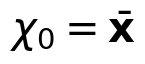 χ₀ = x̄